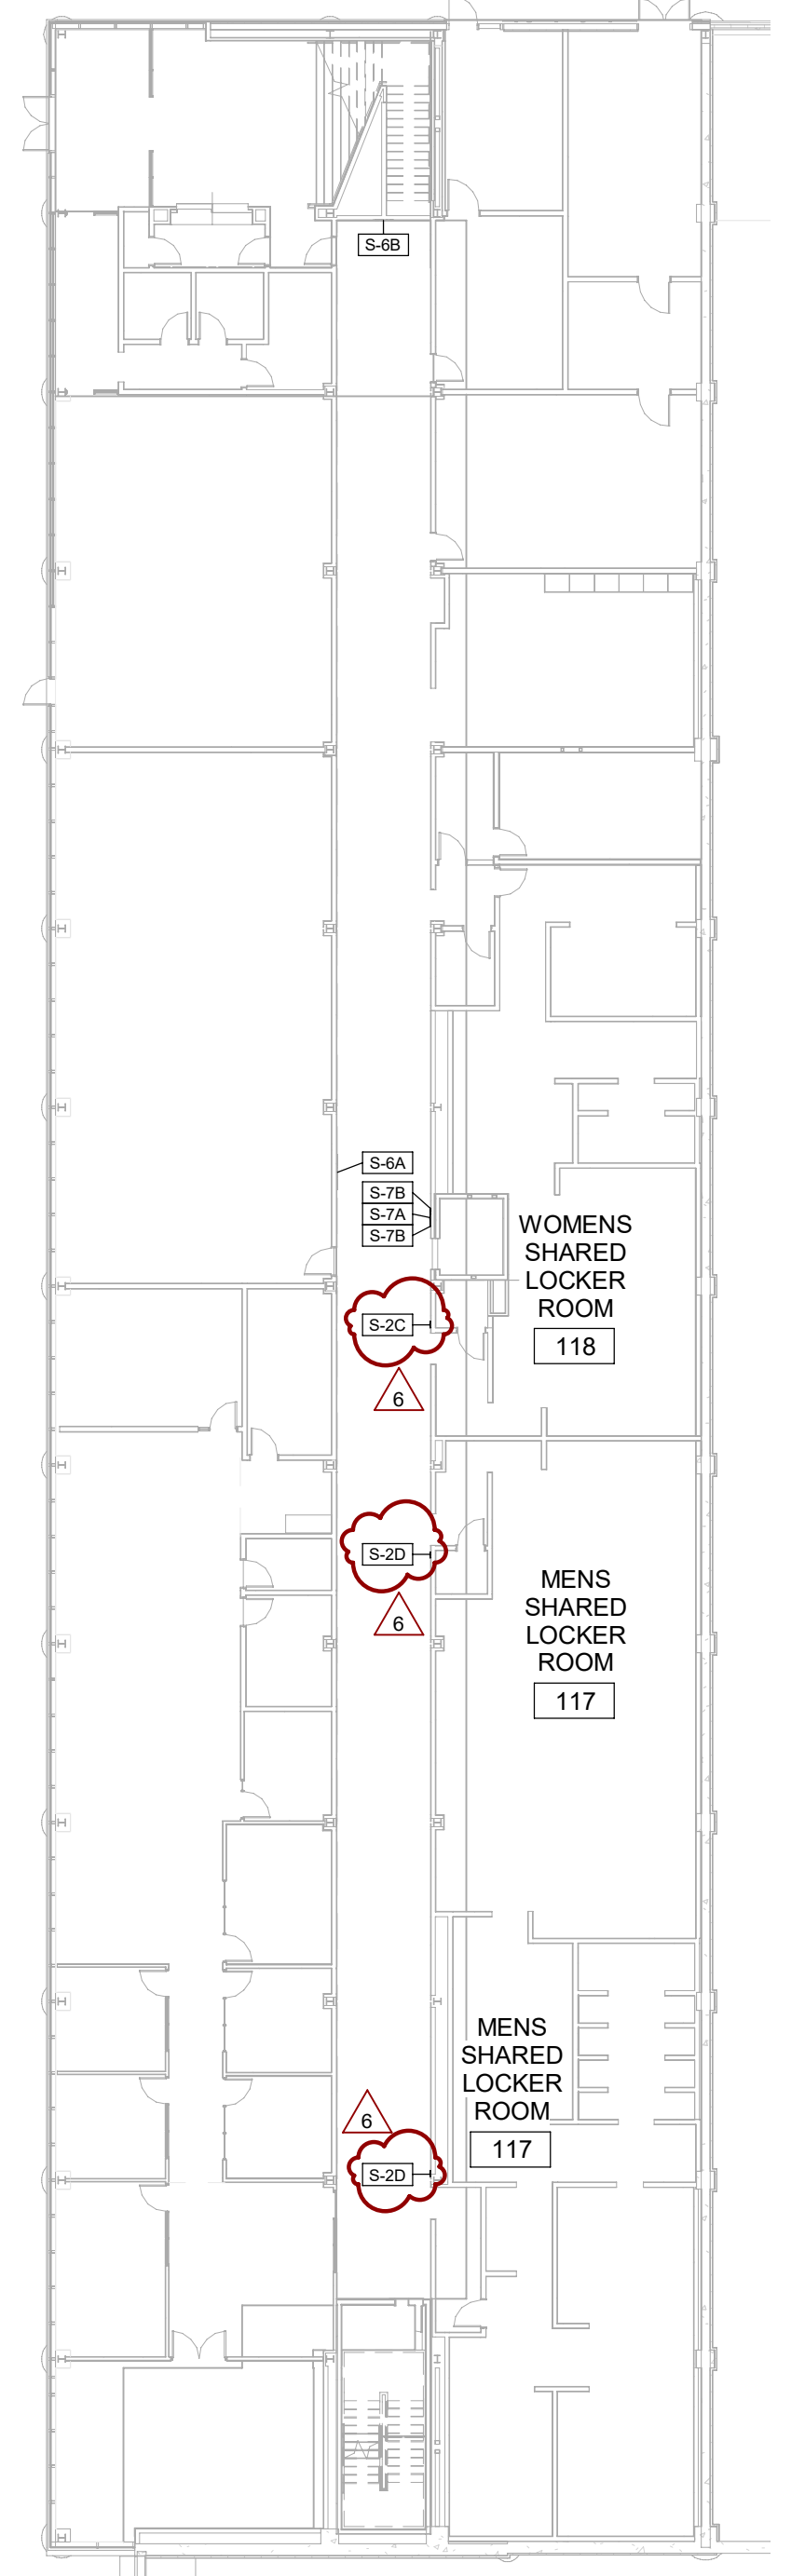 S-6B
S-6A
S-7B
S-7A
S-7B
WOMENS
SHARED
LOCKER
ROOM
118
S-2C
6
S-2D
6
MENS
SHARED
LOCKER
ROOM
117
MENS
SHARED
LOCKER
ROOM
117
6
S-2D